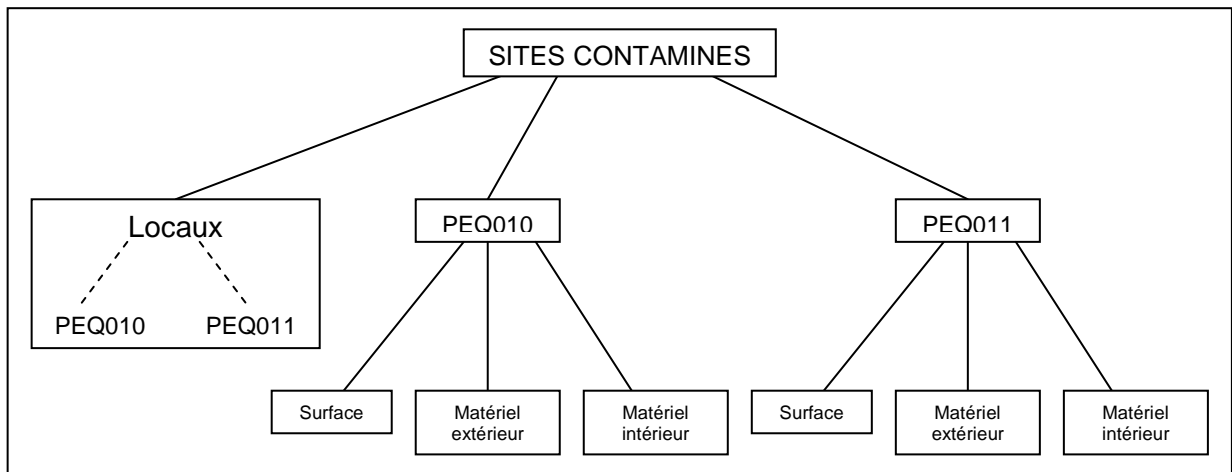 SITES CONTAMINES
Locaux
PEQ010
PEQ011
PEQ010
PEQ011
Surface
Matériel
extérieur
Matériel
intérieur
Surface
Matériel
extérieur
Matériel
intérieur